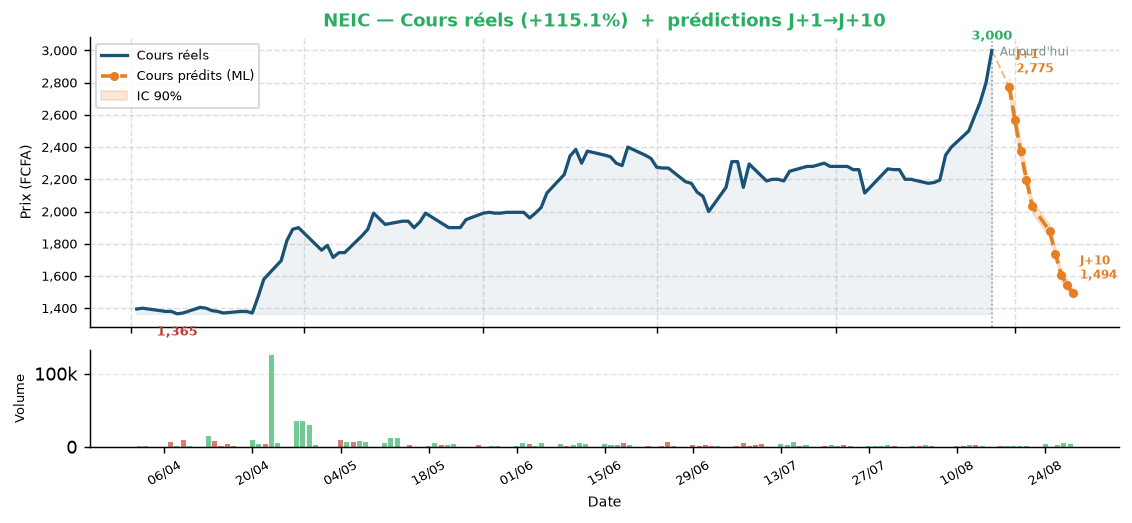 NEIC — Cours réels (+115.1%)  +  prédictions J+1→J+10
Cours réels
Cours prédits (ML)
IC 90%
3,000
Aujourd'hui
J+1
2,775
J+10
1,494
1,365
Prix (FCFA)
3,000
2,800
2,600
2,400
2,200
2,000
1,800
1,600
1,400
Volume
100k
0
06/04
20/04
04/05
18/05
01/06
15/06
29/06
13/07
27/07
10/08
24/08
Date